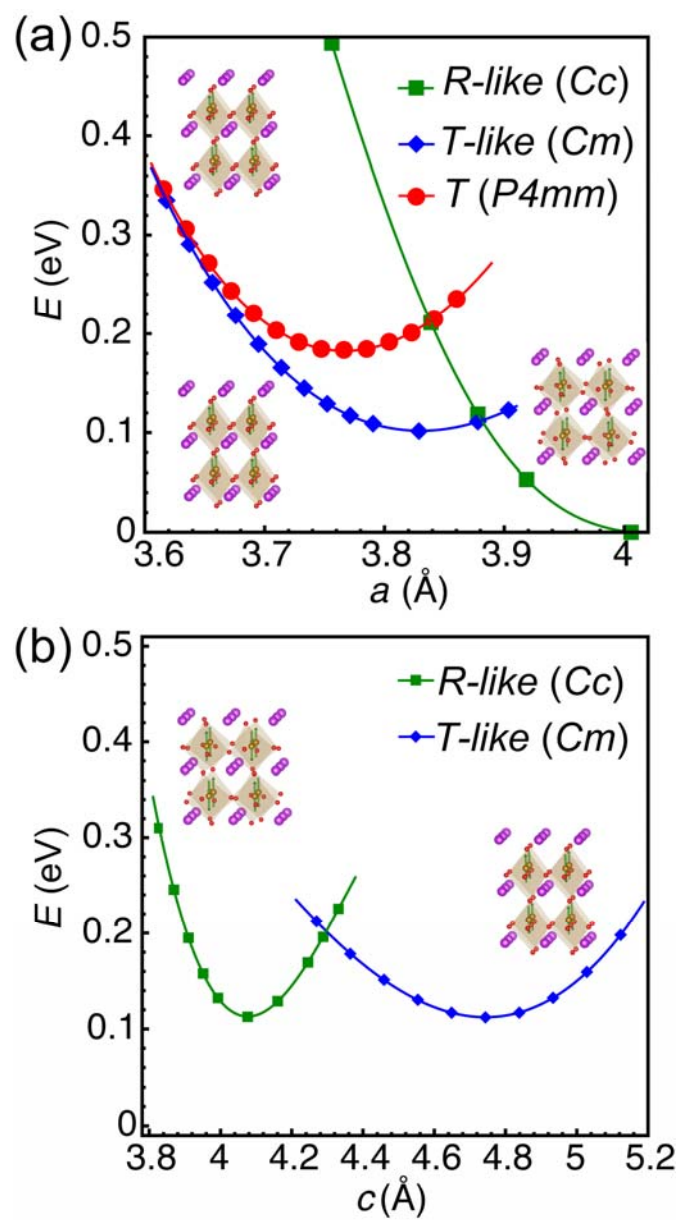 (a)
0.5
0.4
0.3
0.2
0.1
0
E (eV)
R-like (Cc)
T-like (Cm)
T (P4mm)
3.6 3.7 3.8 3.9 4
a (Å)
(b)
0.5
0.4
0.3
0.2
0.1
0
E (eV)
R-like (Cc)
T-like (Cm)
3.8 4 4.2 4.4 4.6 4.8 5 5.2
c (Å)